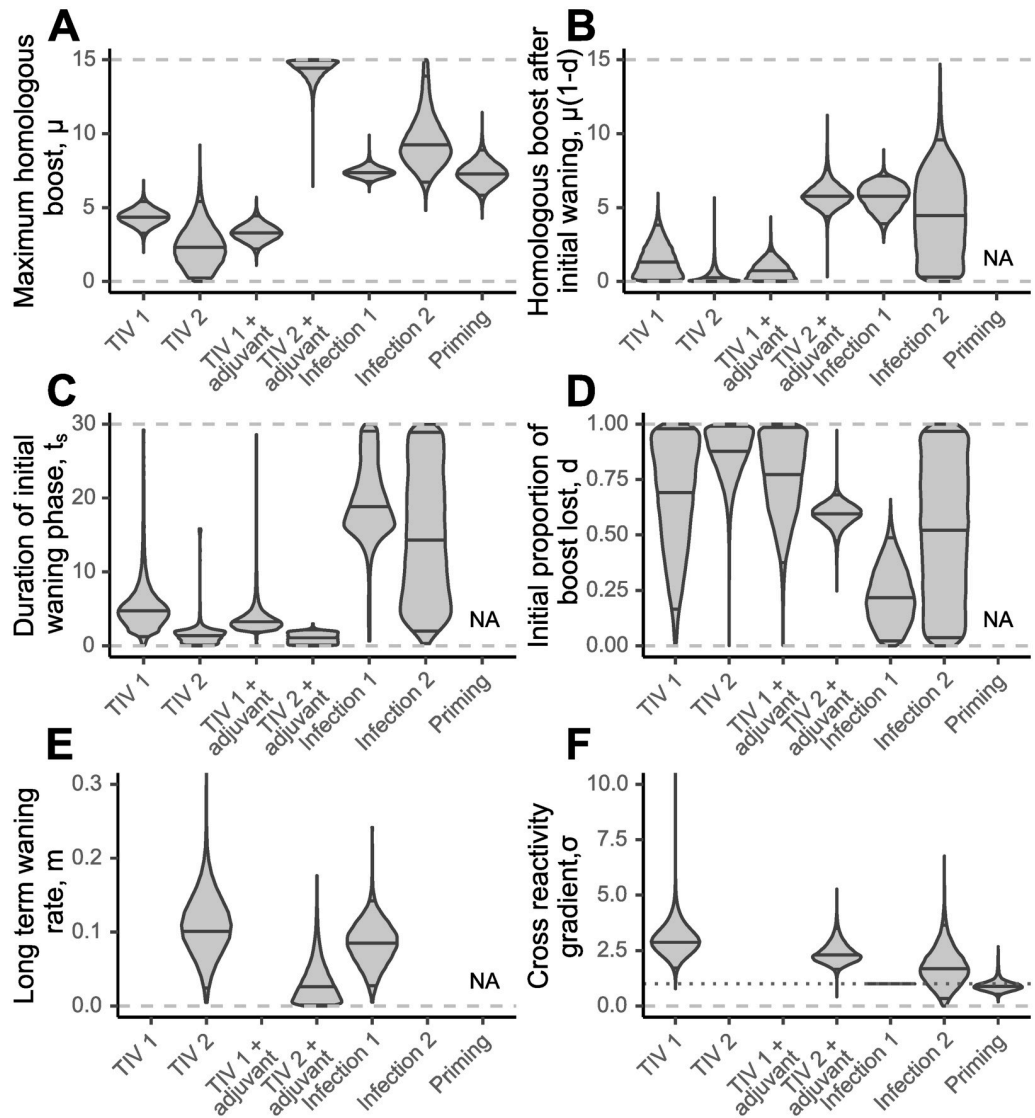 A
Maximum homologous
boost, μ
15
10
5
0
TIV 1
TIV 2
TIV 1 +
adjuvant
TIV 2 +
adjuvant
Infection 1
Infection 2
Priming
B
Homologous boost after
initial waning, μ(1-d)
15
10
5
0
NA
TIV 1
TIV 2
TIV 1 +
adjuvant
TIV 2 +
adjuvant
Infection 1
Infection 2
Priming
C
Duration of initial
waning phase, ts
30
20
10
0
NA
TIV 1
TIV 2
TIV 1 +
adjuvant
TIV 2 +
adjuvant
Infection 1
Infection 2
Priming
D
Initial proportion of
boost lost, d
1.00
0.75
0.50
0.25
0.00
NA
TIV 1
TIV 2
TIV 1 +
adjuvant
TIV 2 +
adjuvant
Infection 1
Infection 2
Priming
E
Long term waning
rate, m
0.3
0.2
0.1
0.0
NA
TIV 1
TIV 2
TIV 1 +
adjuvant
TIV 2 +
adjuvant
Infection 1
Infection 2
Priming
F
Cross reactivity
gradient,σ
10.0
7.5
5.0
2.5
0.0
TIV 1
TIV 2
TIV 1 +
adjuvant
TIV 2 +
adjuvant
Infection 1
Infection 2
Priming